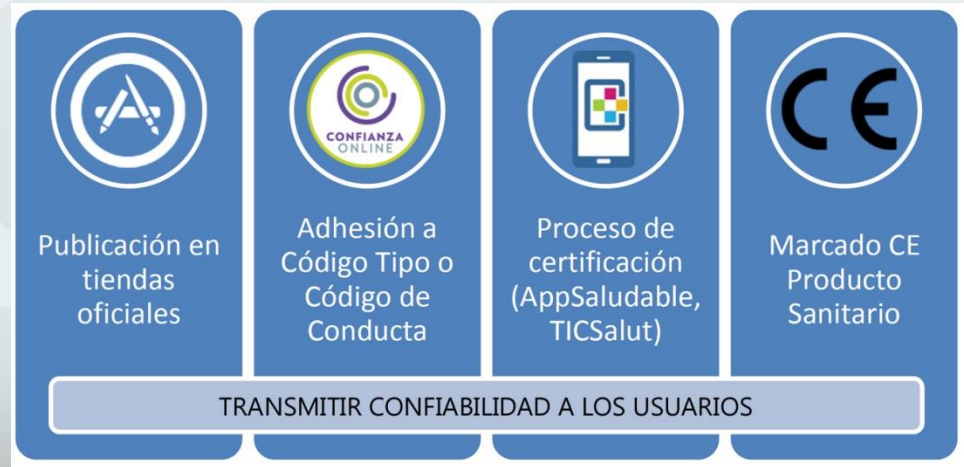 Publicación en
tiendas
oficiales
CONFIANZA
ONLINE
Adhesión a
Código Tipo o
Código de
Conducta
Proceso de
certificación
(AppSaludable,
TICSalut)
CE
Marcado CE
Producto
Sanitario
TRANSMITIR CONFIABILIDAD A LOS USUARIOS